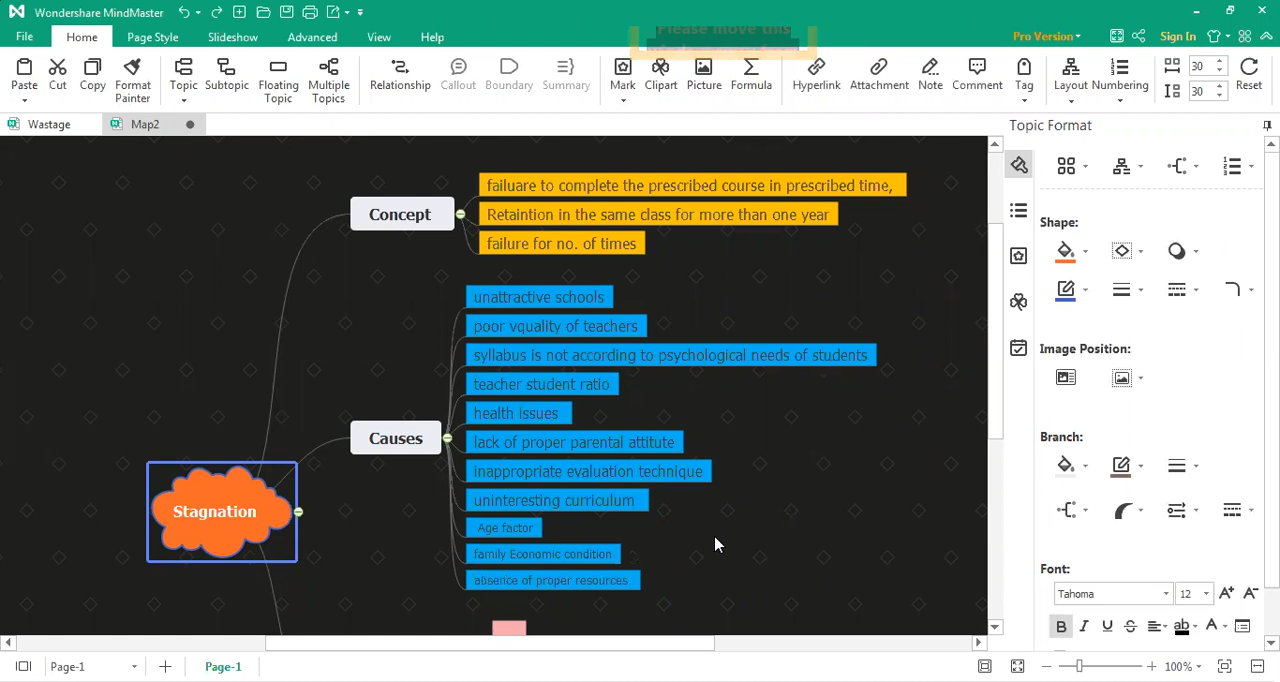 Wondershare MindMaster
File Home Page Style Slideshow Advanced View Help
Please move this
Pro Version Sign In
Paste Cut Copy Format Painter Topic Subtopic Floating Topic Multiple Topics Relationship Callout Boundary Summary Mark Clipart Picture Formula Hyperlink Attachment Note Comment Tag Layout Numbering 30 30 Reset
Wastage Map2
Topic Format
Concept
failuare to complete the prescribed course in prescribed time,
Retaintion in the same class for more than one year
failure for no. of times
Causes
unattractive schools
poor vquality of teachers
syllabus is not according to psychological needs of students
teacher student ratio
health issues
lack of proper parental attitute
inappropriate evaluation technique
uninteresting curriculum
Age factor
family Economic condition
absence of proper resources
Stagnation
Shape:
Image Position:
Branch:
Font:
Tahoma 12 A+ A-
B I U S ab A
Page-1 Page-1 100%